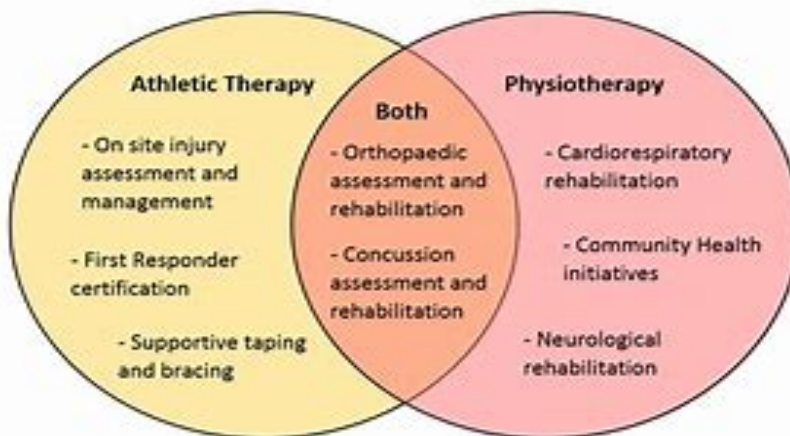 Athletic Therapy
- On site injury
assessment and
management
- First Responder
certification
- Supportive taping
and bracing
Both
- Orthopaedic
assessment and
rehabilitation
- Concussion
assessment and
rehabilitation
Physiotherapy
- Cardiorespiratory
rehabilitation
- Community Health
initiatives
- Neurological
rehabilitation